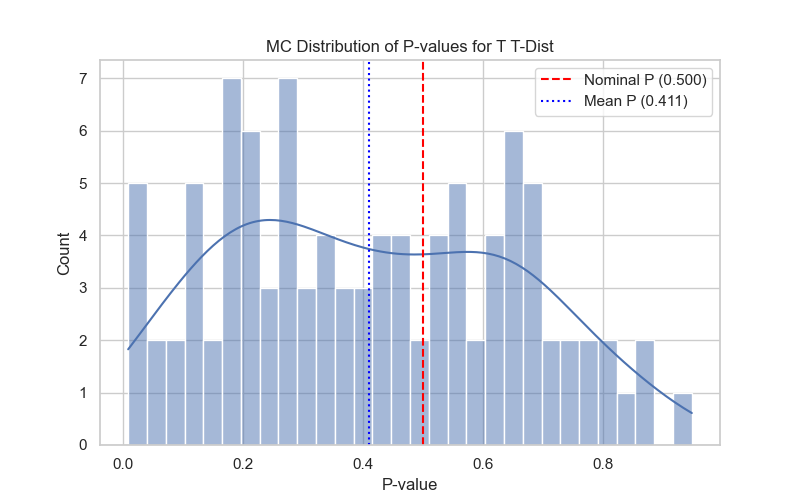 MC Distribution of P-values for T T-Dist
Nominal P (0.500)
Mean P (0.411)
Count
7
6
5
4
3
2
1
0
0.0 0.2 0.4 0.6 0.8
P-value